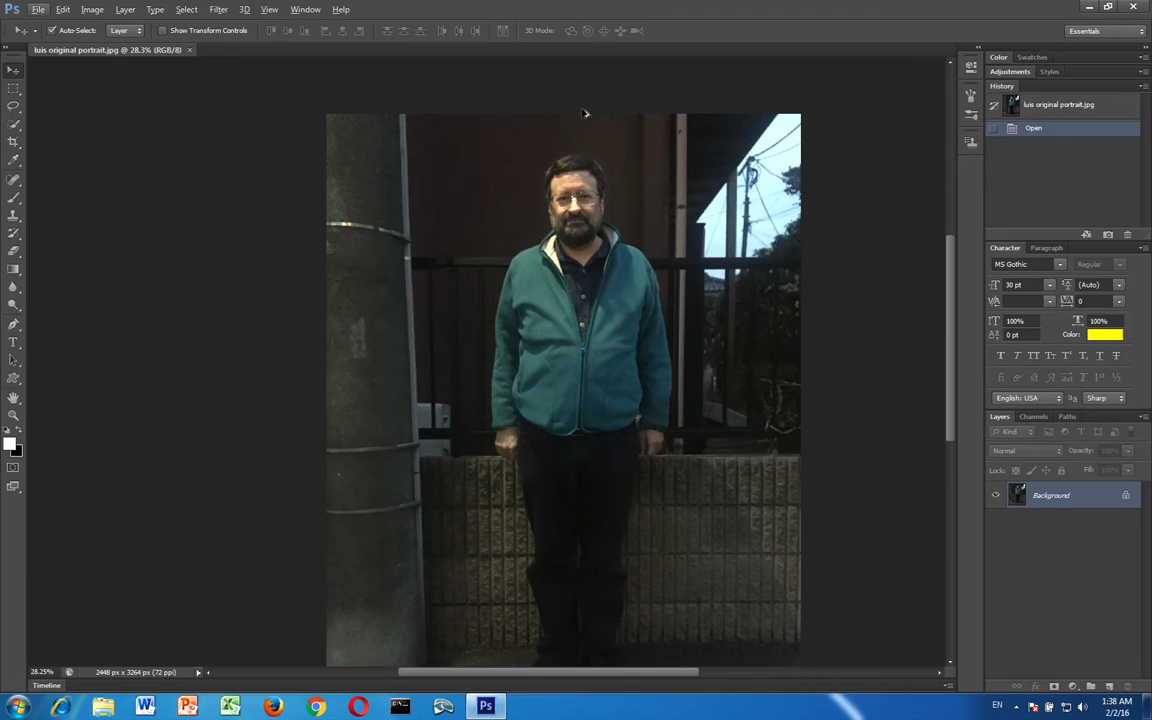 Ps File Edit Image Layer Type Select Filter 3D View Window Help
Auto-Select: Layer Show Transform Controls 3D Mode: Essentials
luis original portrait.jpg @ 28.3% (RGB/8) ×
Color Swatches
Adjustments Styles
History
luis original portrait.jpg
Open
Character Paragraph
MS Gothic Regular
30 pt (Auto)
0
100% 100%
0 pt Color:
English: USA Sharp
Layers Channels Paths
Kind
Normal Opacity: 100%
Lock: Fill: 100%
Background
28.25% 2448 px x 3264 px (72 ppi)
Timeline
EN 1:38 AM
2/2/16